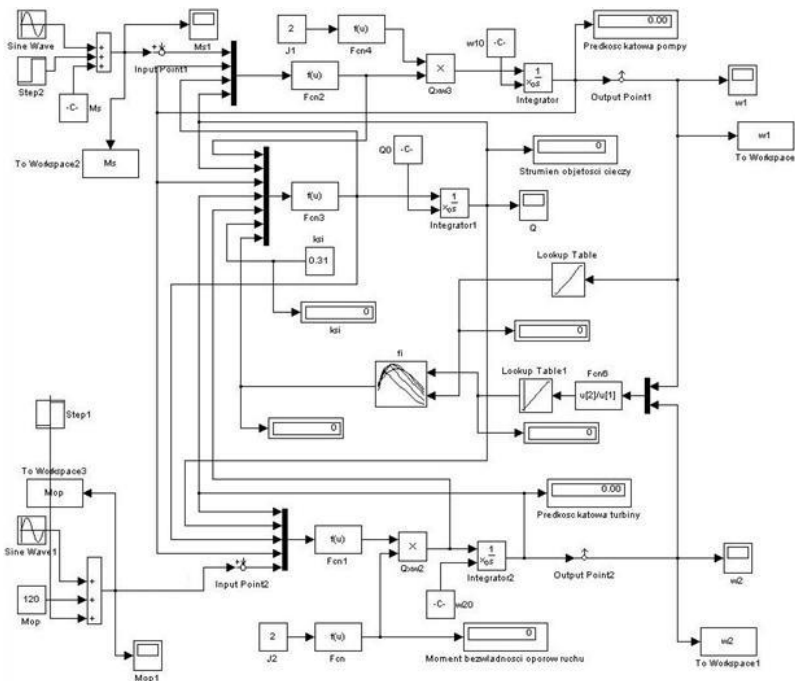 Sine Wave
Step2
-C-
Ms
Ms1
Input Point1
To Workspace2
Ms
2
J1
f(u)
Fcn4
f(u)
Fcn2
×
Qxw3
w10
-C-
1
xo s
Integrator
0.00
Predkosc katowa pompy
Output Point1
w1
w1
To Workspace
Q0
-C-
0
Strumien objetosci cieczy
f(u)
Fcn3
1
xo s
Integrator1
Q
ksi
0.31
0
ksi
Lookup Table
0
fi
Lookup Table1
Fcn6
u[2]/u[1]
0
0
Step1
To Workspace3
Mop
Sine Wave1
120
Mop
Mop1
Input Point2
f(u)
Fcn1
×
Qxw2
1
xo s
Integrator2
-C-
w20
0.00
Predkosc katowa turbiny
Output Point2
w2
w2
To Workspace1
2
J2
f(u)
Fcn
0
Moment bezwladnosci oporow ruchu